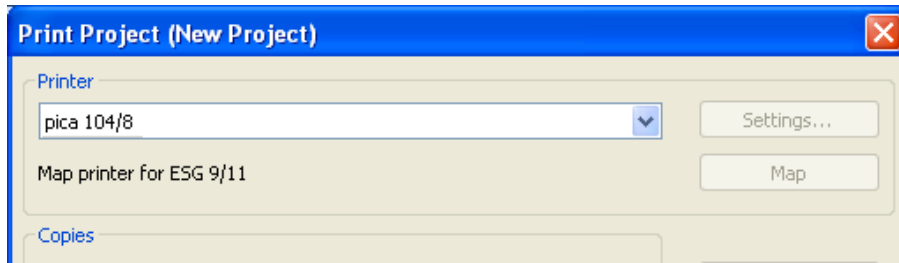 Print Project (New Project)
Printer
pica 104/8
Settings...
Map printer for ESG 9/11
Map
Copies